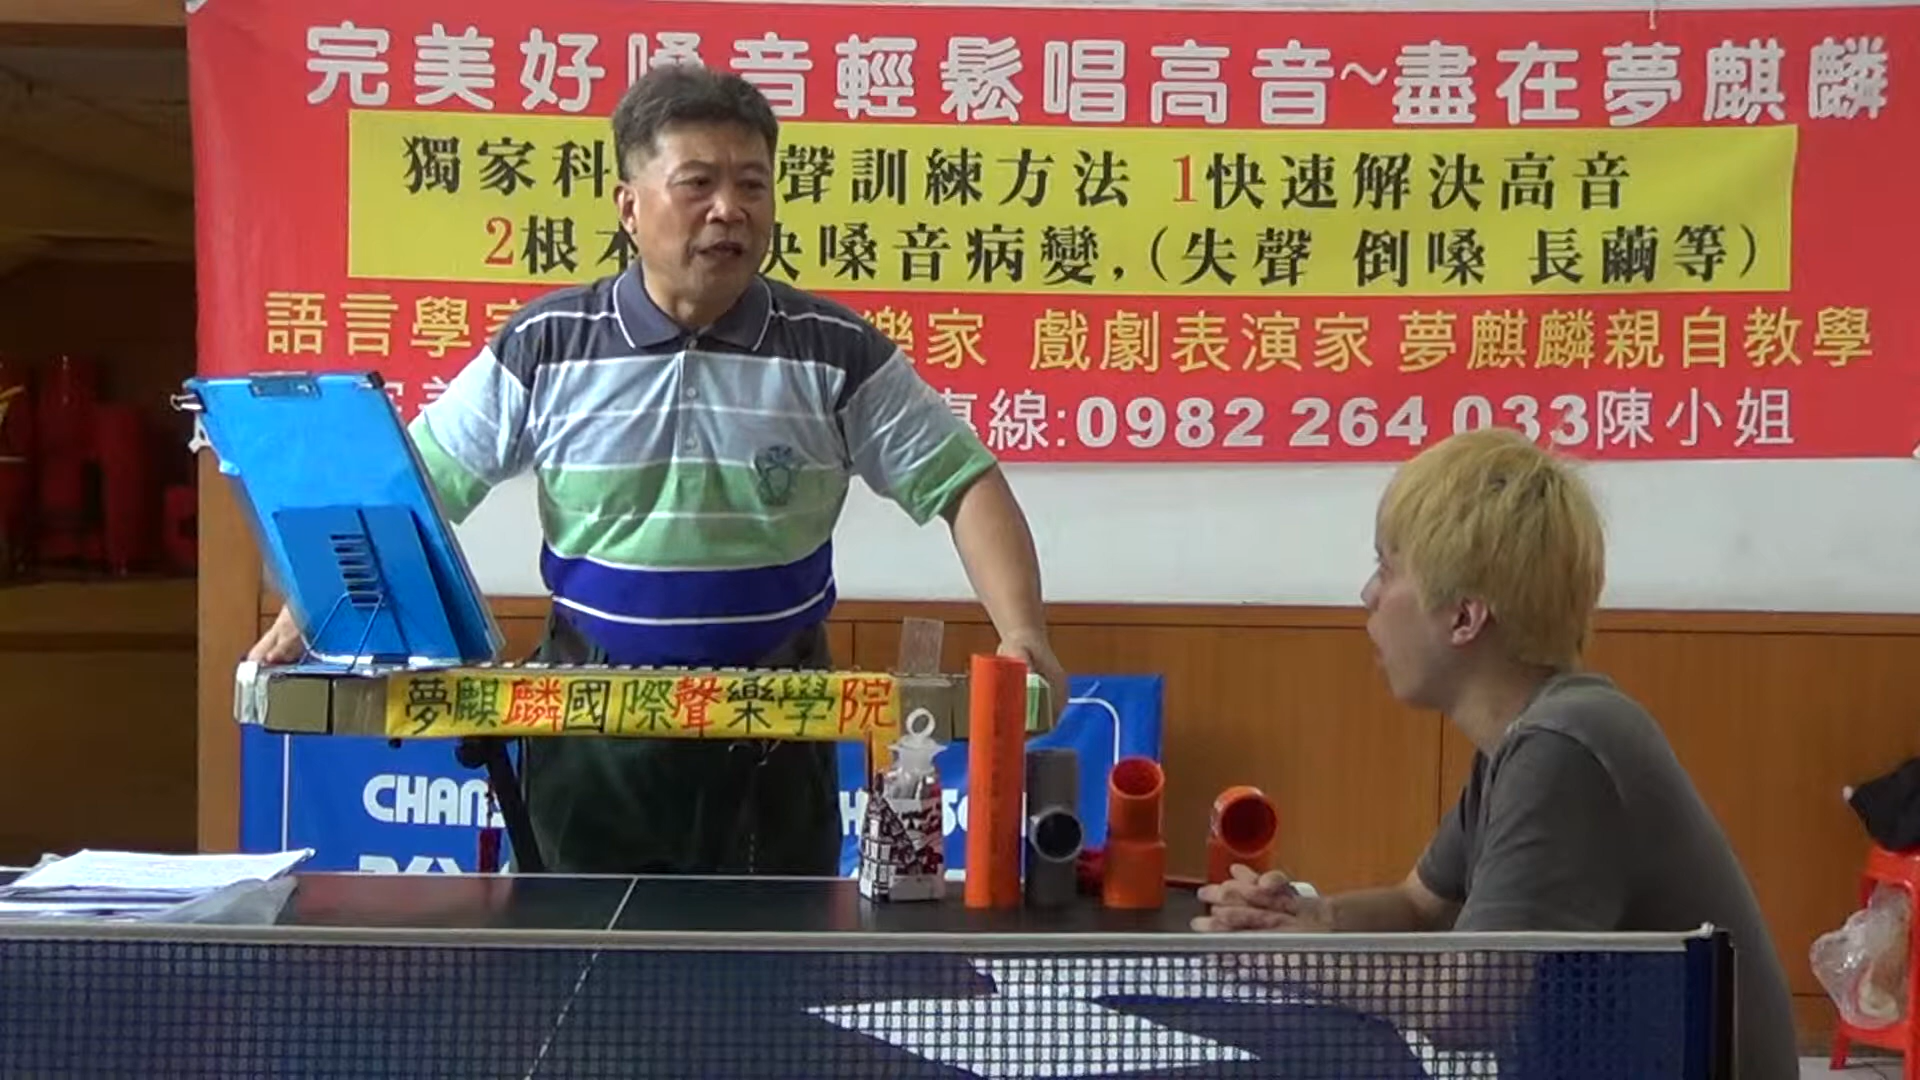 完美好嗓音輕鬆唱高音~盡在夢麒麟
獨家科 聲訓練方法 1快速解決高音
2根本 決嗓音病變,(失聲 倒嗓 長繭等)
語言學家 樂家 戲劇表演家 夢麒麟親自教學
專線:0982 264 033陳小姐
夢麒麟國際聲樂學院
CHANS